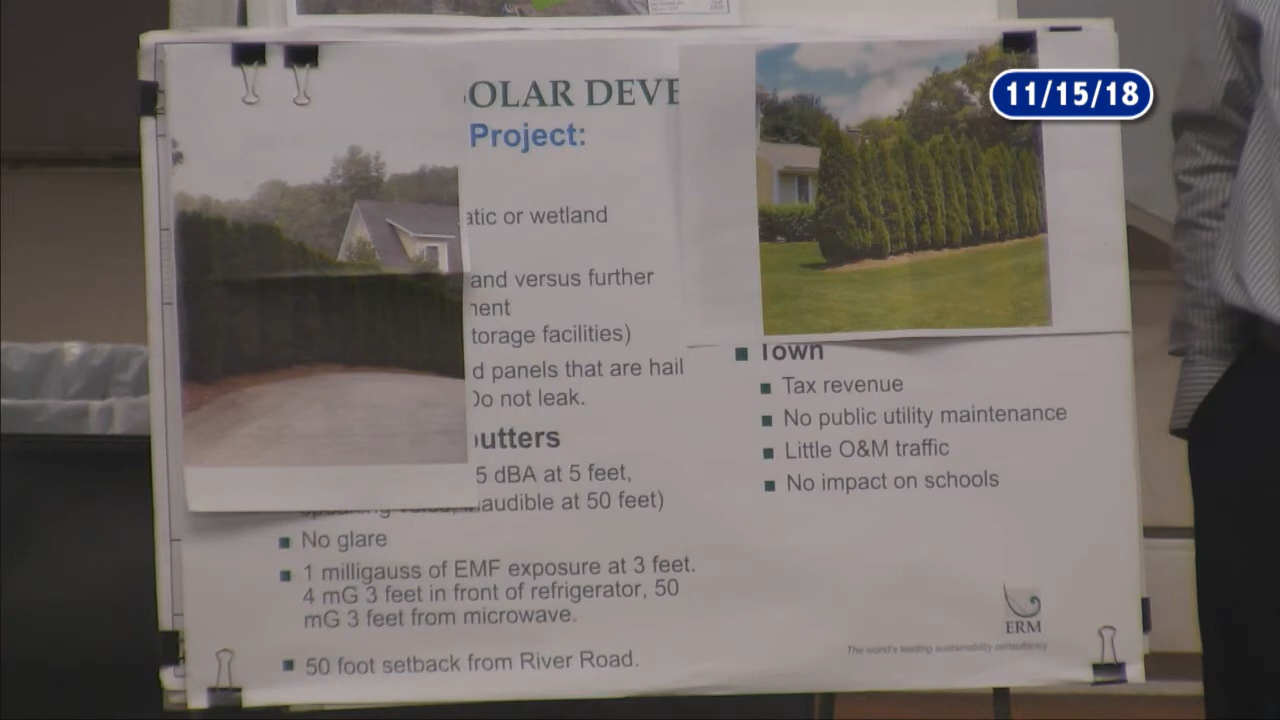 11/15/18
OLAR DEVE
Project:
atic or wetland
and versus further
nent
torage facilities)
d panels that are hail
Do not leak.
utters
5 dBA at 5 feet,
audible at 50 feet)
No glare
1 milligauss of EMF exposure at 3 feet.
4 mG 3 feet in front of refrigerator, 50
mG 3 feet from microwave.
50 foot setback from River Road.
Town
Tax revenue
No public utility maintenance
Little O&M traffic
No impact on schools
ERM
The world's leading sustainability consultancy